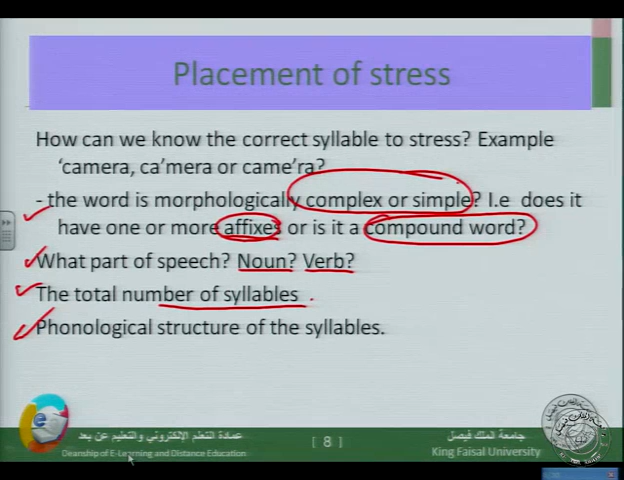 Placement of stress
How can we know the correct syllable to stress? Example
‘camera, ca’mera or came’ra?
- the word is morphologically complex or simple? I.e does it
have one or more affixes or is it a compound word?
What part of speech? Noun? Verb?
The total number of syllables
Phonological structure of the syllables.
عمادة التعلم الإلكتروني والتعليم عن بعد
Deanship of E-Learning and Distance Education
[ 8 ]
جامعة الملك فيصل
King Faisal University